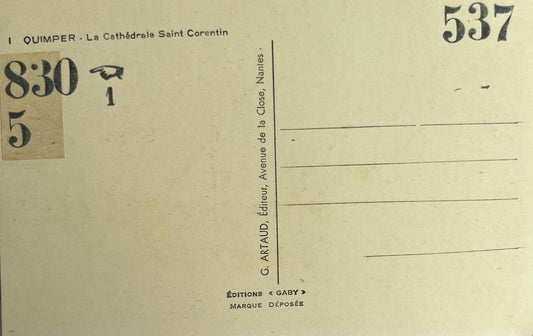 1 QUIMPER - La Cathédrale Saint Corentin
537
830
1
5
G. ARTAUD, Éditeur, Avenue de la Close, Nantes -
ÉDITIONS « GABY »
MARQUE DÉPOSÉE